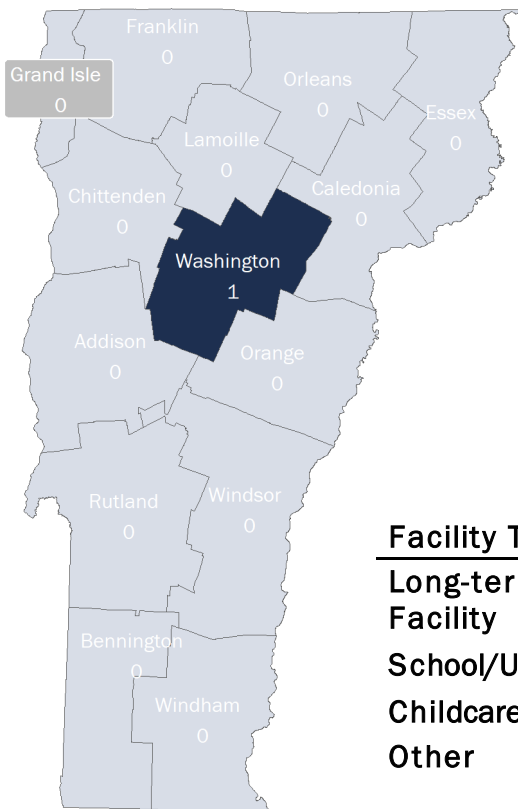 Franklin
0
Grand Isle
0
Orleans
0
Essex
0
Lamoille
0
Chittenden
0
Caledonia
0
Washington
1
Addison
0
Orange
0
Rutland
0
Windsor
0
Bennington
0
Windham
0
Facility T
Long-ter
Facility
School/U
Childcare
Other